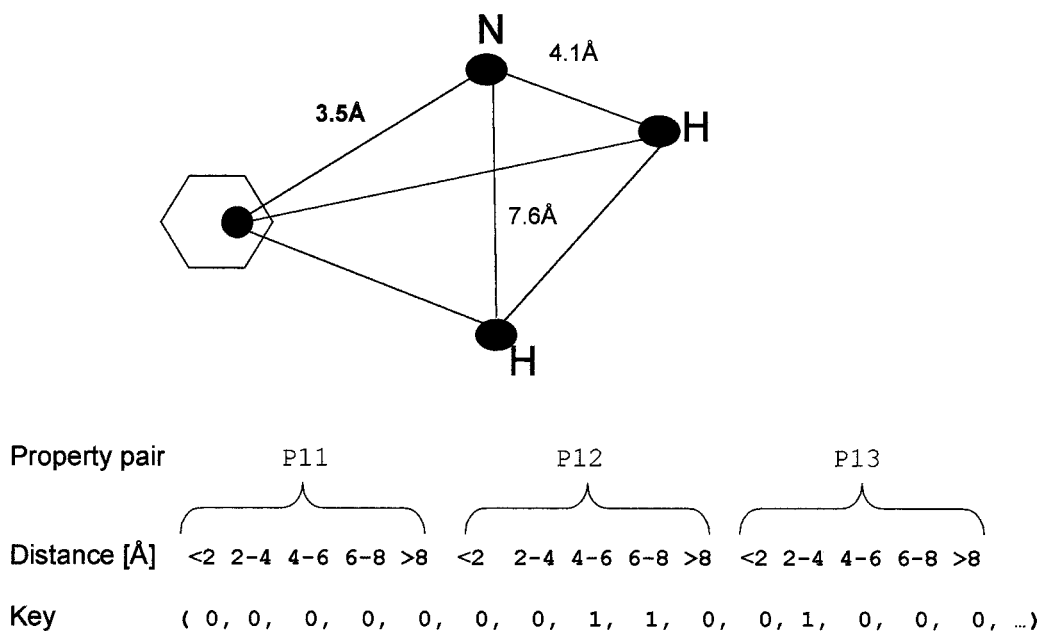 N
4.1Å
3.5Å
H
7.6Å
H
Property pair P11 P12 P13
Distance [Å] <2 2-4 4-6 6-8 >8 <2 2-4 4-6 6-8 >8 <2 2-4 4-6 6-8 >8
Key ( 0, 0, 0, 0, 0, 0, 0, 1, 1, 0, 0, 1, 0, 0, 0, …)